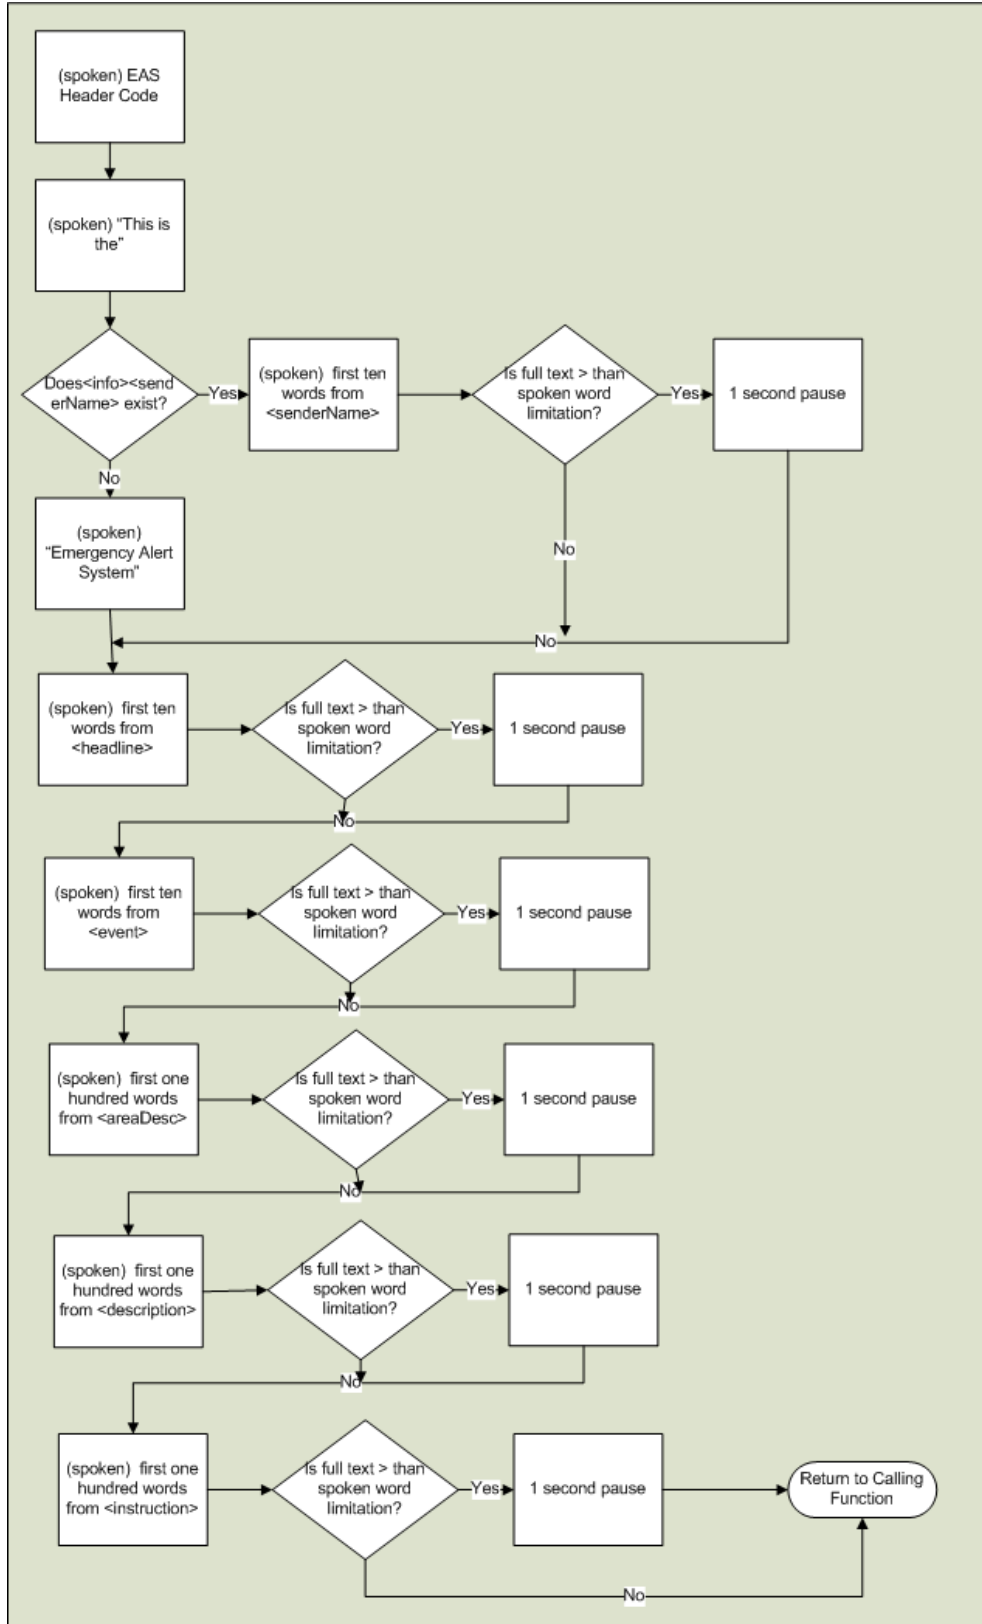 (spoken) EAS
Header Code
(spoken) “This is
the”
Does<info><send
erName> exist?
Yes
(spoken) first ten
words from
<senderName>
Is full text > than
spoken word
limitation?
Yes
1 second pause
No
(spoken)
“Emergency Alert
System”
No
No
(spoken) first ten
words from
<headline>
Is full text > than
spoken word
limitation?
Yes
1 second pause
No
(spoken) first ten
words from
<event>
Is full text > than
spoken word
limitation?
Yes
1 second pause
No
(spoken) first one
hundred words
from <areaDesc>
Is full text > than
spoken word
limitation?
Yes
1 second pause
No
(spoken) first one
hundred words
from <description>
Is full text > than
spoken word
limitation?
Yes
1 second pause
No
(spoken) first one
hundred words
from <instruction>
Is full text > than
spoken word
limitation?
Yes
1 second pause
Return to Calling
Function
No